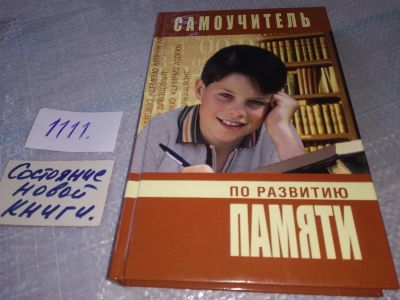 САМОУЧИТЕЛЬ
ПО РАЗВИТИЮ
ПАМЯТИ
1111.
Состояние
новой
книги.